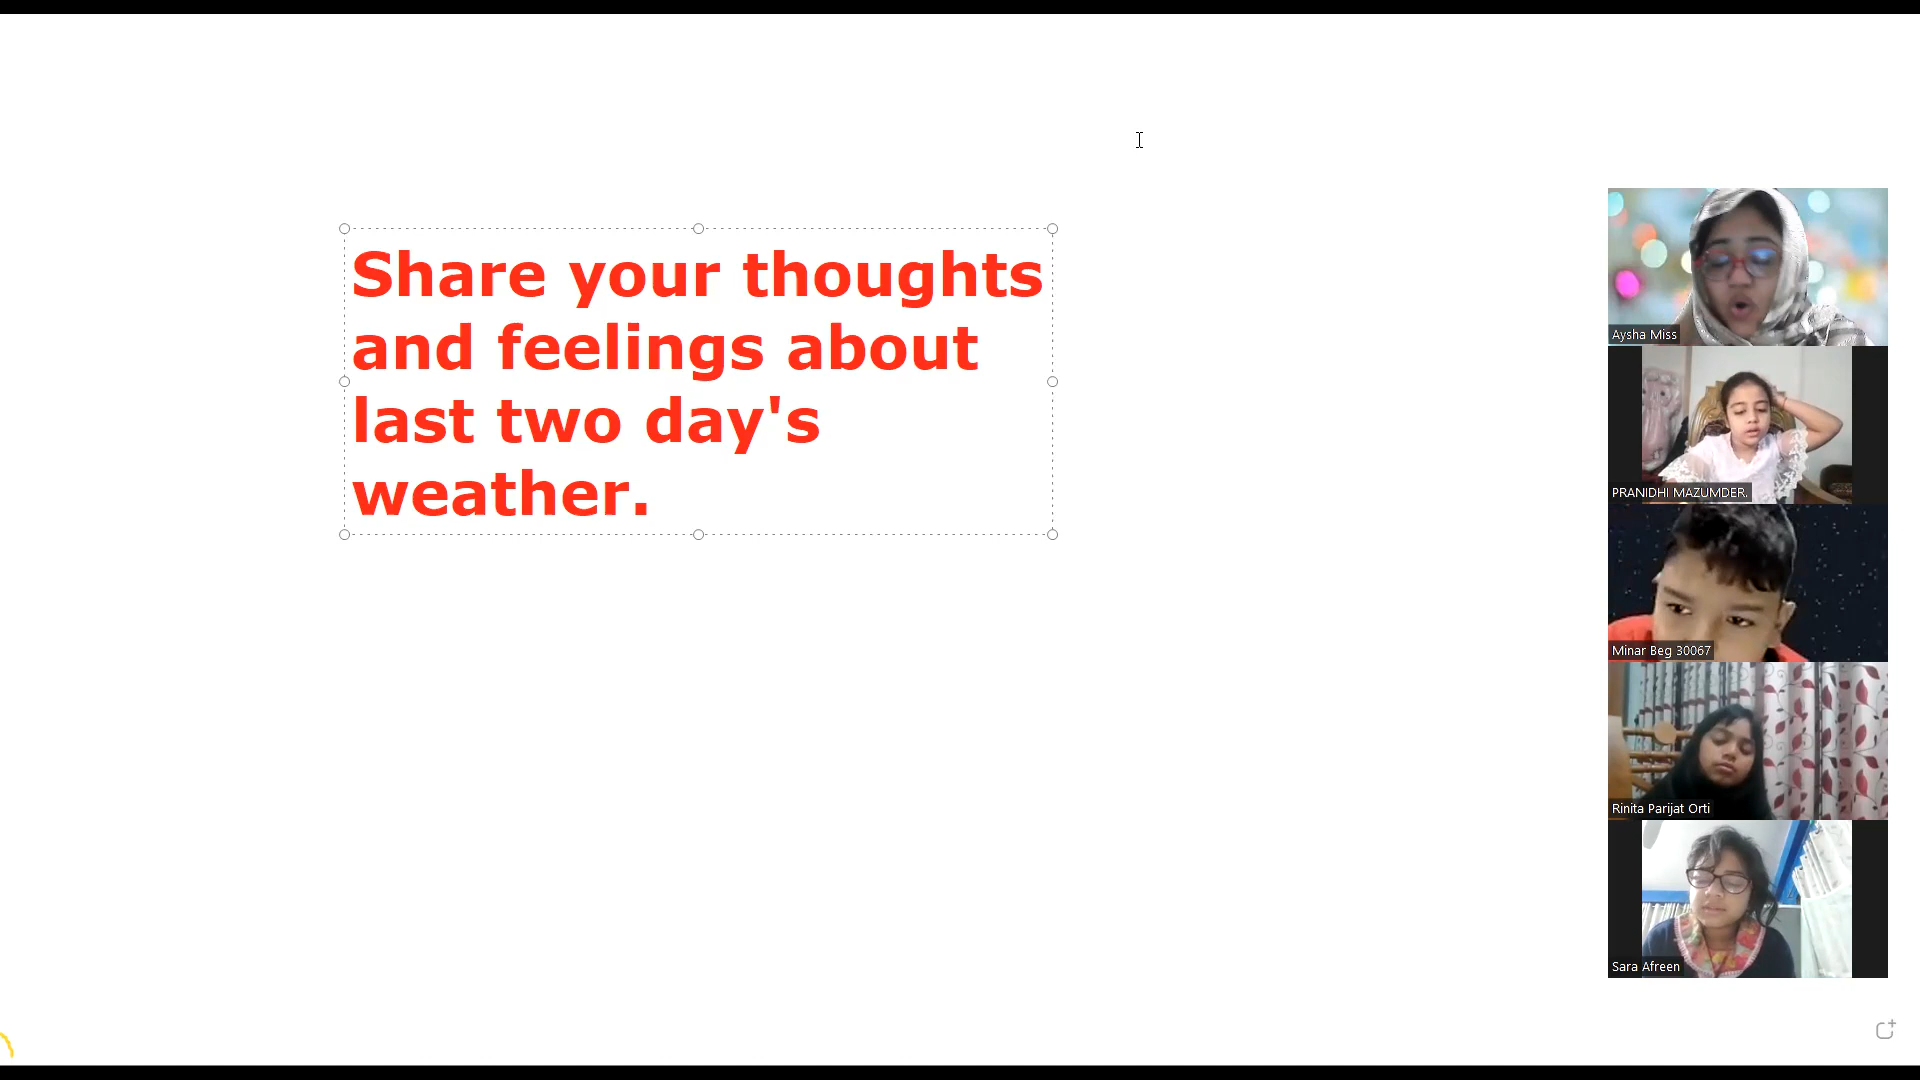 Share your thoughts
and feelings about
last two day's
weather.
Aysha Miss
PRANIDHI MAZUMDER.
Minar Beg 30067
Rinita Parijat Orti
Sara Afreen